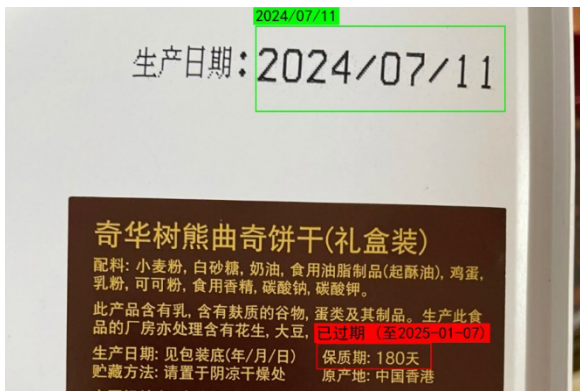 2024/07/11
生产日期:2024/07/11
奇华树熊曲奇饼干(礼盒装)
配料: 小麦粉, 白砂糖, 奶油, 食用油脂制品(起酥油), 鸡蛋,
乳粉, 可可粉, 食用香精, 碳酸钠, 碳酸钾。
此产品含有乳, 含有麸质的谷物, 蛋类及其制品。生产此食
品的厂房亦处理含有花生, 大豆,
已过期 (至2025-01-07)
生产日期: 见包装底(年/月/日) 保质期: 180天
贮藏方法: 请置于阴凉干燥处 原产地: 中国香港